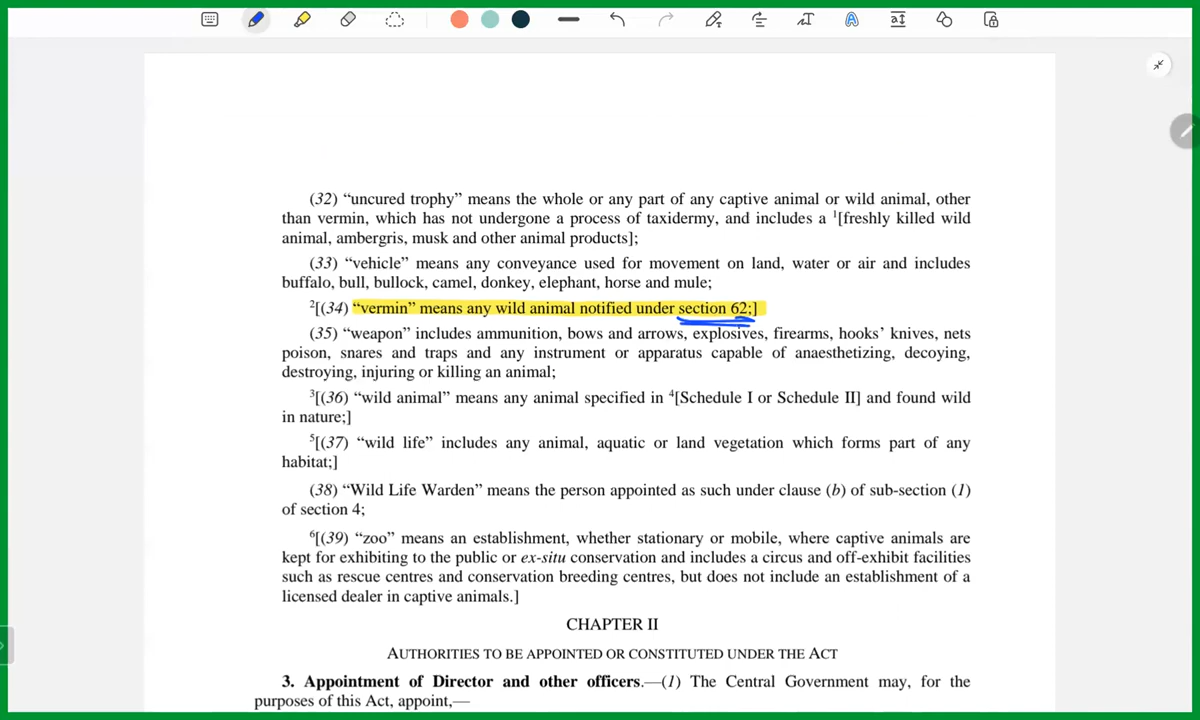 (32) “uncured trophy” means the whole or any part of any captive animal or wild animal, other
than vermin, which has not undergone a process of taxidermy, and includes a ¹[freshly killed wild
animal, ambergris, musk and other animal products];
(33) “vehicle” means any conveyance used for movement on land, water or air and includes
buffalo, bull, bullock, camel, donkey, elephant, horse and mule;
²[(34) “vermin” means any wild animal notified under section 62;]
(35) “weapon” includes ammunition, bows and arrows, explosives, firearms, hooks’ knives, nets
poison, snares and traps and any instrument or apparatus capable of anaesthetizing, decoying,
destroying, injuring or killing an animal;
³[(36) “wild animal” means any animal specified in ⁴[Schedule I or Schedule II] and found wild
in nature;]
⁵[(37) “wild life” includes any animal, aquatic or land vegetation which forms part of any
habitat;]
(38) “Wild Life Warden” means the person appointed as such under clause (b) of sub-section (1)
of section 4;
⁶[(39) “zoo” means an establishment, whether stationary or mobile, where captive animals are
kept for exhibiting to the public or ex-situ conservation and includes a circus and off-exhibit facilities
such as rescue centres and conservation breeding centres, but does not include an establishment of a
licensed dealer in captive animals.]
CHAPTER II
AUTHORITIES TO BE APPOINTED OR CONSTITUTED UNDER THE ACT
3. Appointment of Director and other officers.—(1) The Central Government may, for the
purposes of this Act, appoint,—